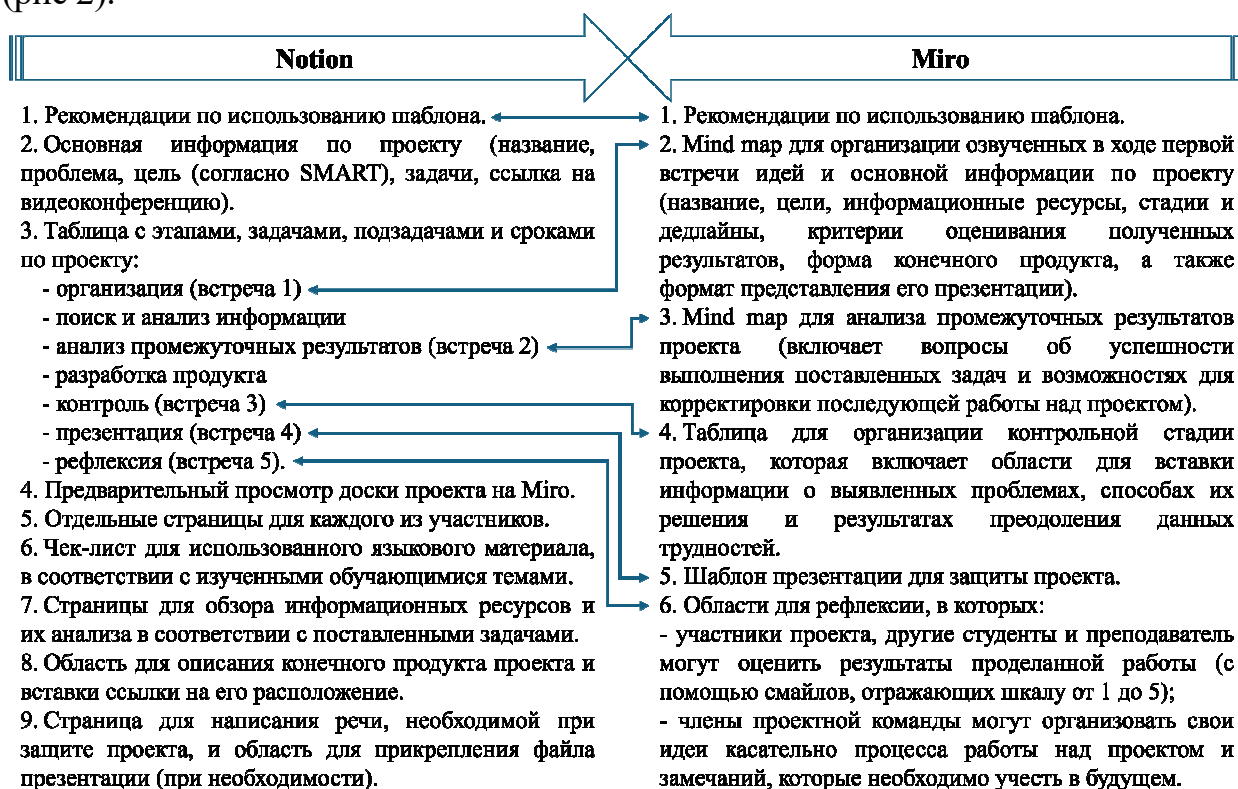 (рис 2).
Notion
1. Рекомендации по использованию шаблона.
2. Основная информация по проекту (название,
проблема, цель (согласно SMART), задачи, ссылка на
видеоконференцию).
3. Таблица с этапами, задачами, подзадачами и сроками
по проекту:
- организация (встреча 1)
- поиск и анализ информации
- анализ промежуточных результатов (встреча 2)
- разработка продукта
- контроль (встреча 3)
- презентация (встреча 4)
- рефлексия (встреча 5).
4. Предварительный просмотр доски проекта на Miro.
5. Отдельные страницы для каждого из участников.
6. Чек-лист для использованного языкового материала,
в соответствии с изученными обучающимися темами.
7. Страницы для обзора информационных ресурсов и
их анализа в соответствии с поставленными задачами.
8. Область для описания конечного продукта проекта и
вставки ссылки на его расположение.
9. Страница для написания речи, необходимой при
защите проекта, и область для прикрепления файла
презентации (при необходимости).
Miro
1. Рекомендации по использованию шаблона.
2. Mind map для организации озвученных в ходе первой
встречи идей и основной информации по проекту
(название, цели, информационные ресурсы, стадии и
дедлайны, критерии оценивания полученных
результатов, форма конечного продукта, а также
формат представления его презентации).
3. Mind map для анализа промежуточных результатов
проекта (включает вопросы об успешности
выполнения поставленных задач и возможностях для
корректировки последующей работы над проектом).
4. Таблица для организации контрольной стадии
проекта, которая включает области для вставки
информации о выявленных проблемах, способах их
решения и результатах преодоления данных
трудностей.
5. Шаблон презентации для защиты проекта.
6. Области для рефлексии, в которых:
- участники проекта, другие студенты и преподаватель
могут оценить результаты проделанной работы (с
помощью смайлов, отражающих шкалу от 1 до 5);
- члены проектной команды могут организовать свои
идеи касательно процесса работы над проектом и
замечаний, которые необходимо учесть в будущем.